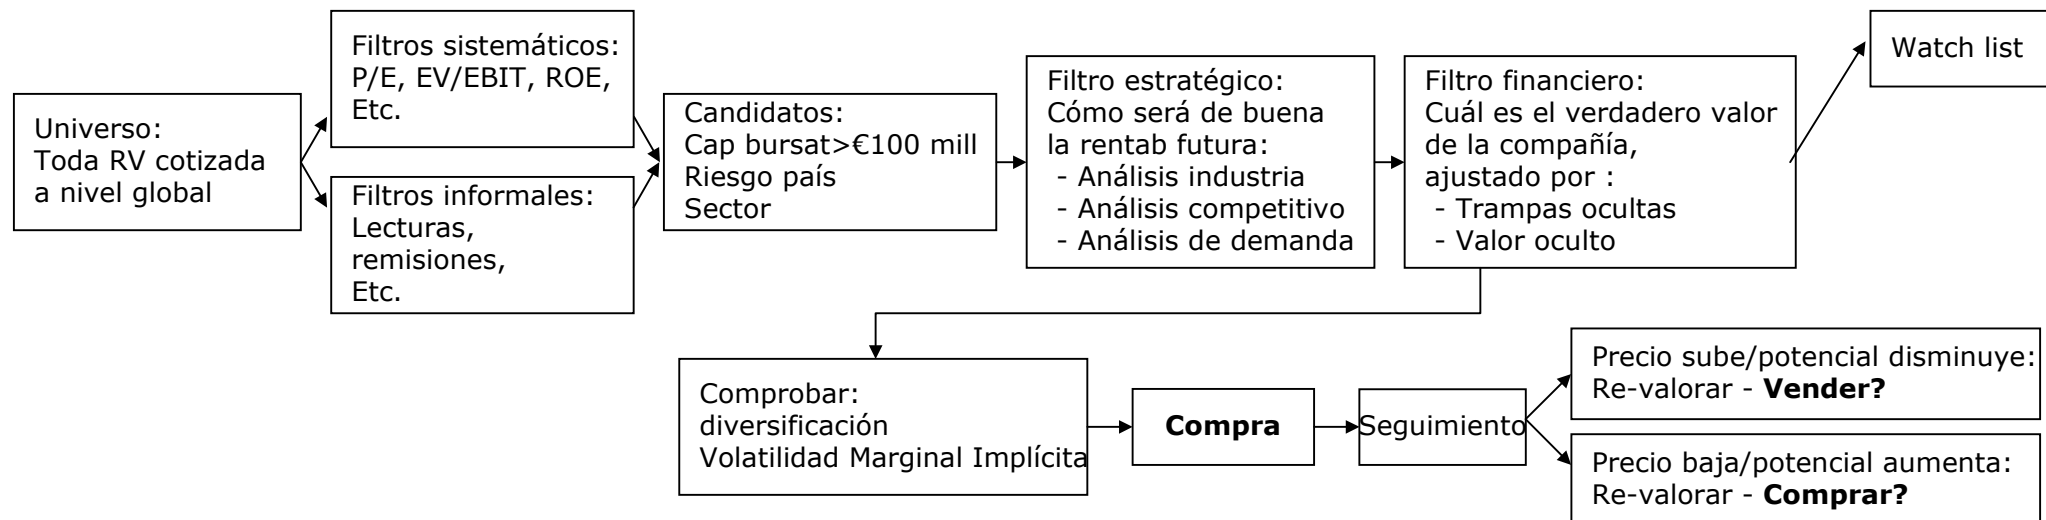 Universo:
Toda RV cotizada
a nivel global
Filtros sistemáticos:
P/E, EV/EBIT, ROE,
Etc.
Filtros informales:
Lecturas,
remisiones,
Etc.
Candidatos:
Cap bursat>€100 mill
Riesgo país
Sector
Filtro estratégico:
Cómo será de buena
la rentab futura:
- Análisis industria
- Análisis competitivo
- Análisis de demanda
Filtro financiero:
Cuál es el verdadero valor
de la compañía,
ajustado por :
- Trampas ocultas
- Valor oculto
Watch list
Comprobar:
diversificación
Volatilidad Marginal Implícita
Compra
Seguimiento
Precio sube/potencial disminuye:
Re-valorar - Vender?
Precio baja/potencial aumenta:
Re-valorar - Comprar?